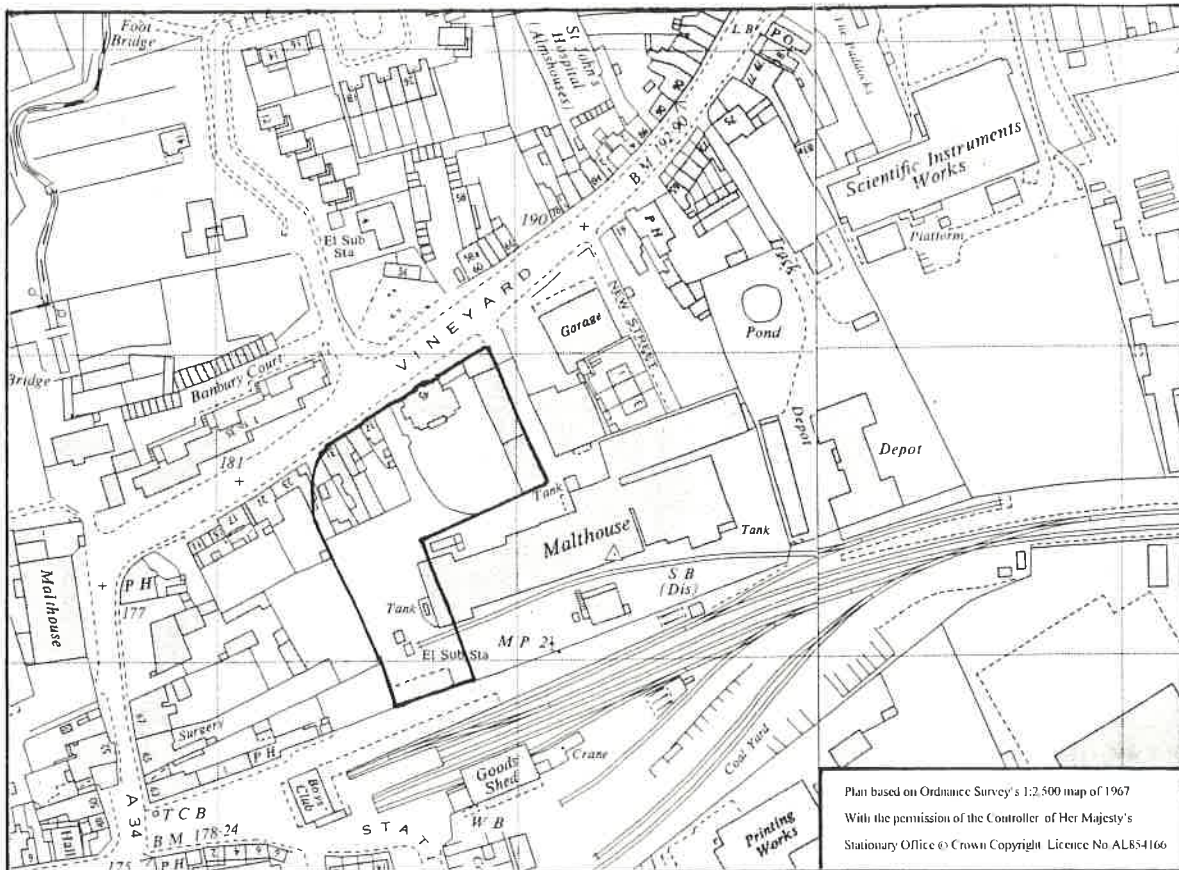 Foot
Bridge
St John's
Hospital
(Almshouses)
L B
P O
The Paddocks
Scientific Instruments
Works
Platform
BM 192·90
190
P H
Track
El Sub
Sta
VINEYARD
NEW STREET
Garage
Pond
Bridge
Banbury Court
181
Depot
Depot
Tank
Malthouse
Tank
S B
(Dis)
Malthouse
P H
177
Tank
El Sub Sta
M P 2¼
Surgery
P H
Crane
Goods
Shed
Coal Yard
Boys
Club
A 34
T C B
B M 178·24
Hall
175
P H
STATI
W B
Printing
Works
Plan based on Ordnance Survey's 1:2,500 map of 1967
With the permission of the Controller of Her Majesty's
Stationary Office © Crown Copyright Licence No AL854166